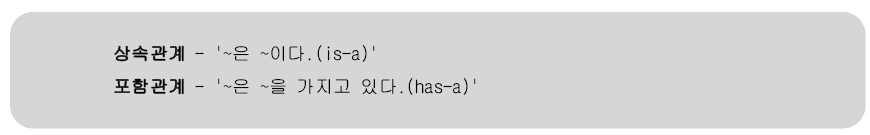 상속관계 - '~은 ~이다.(is-a)'
포함관계 - '~은 ~을 가지고 있다.(has-a)'